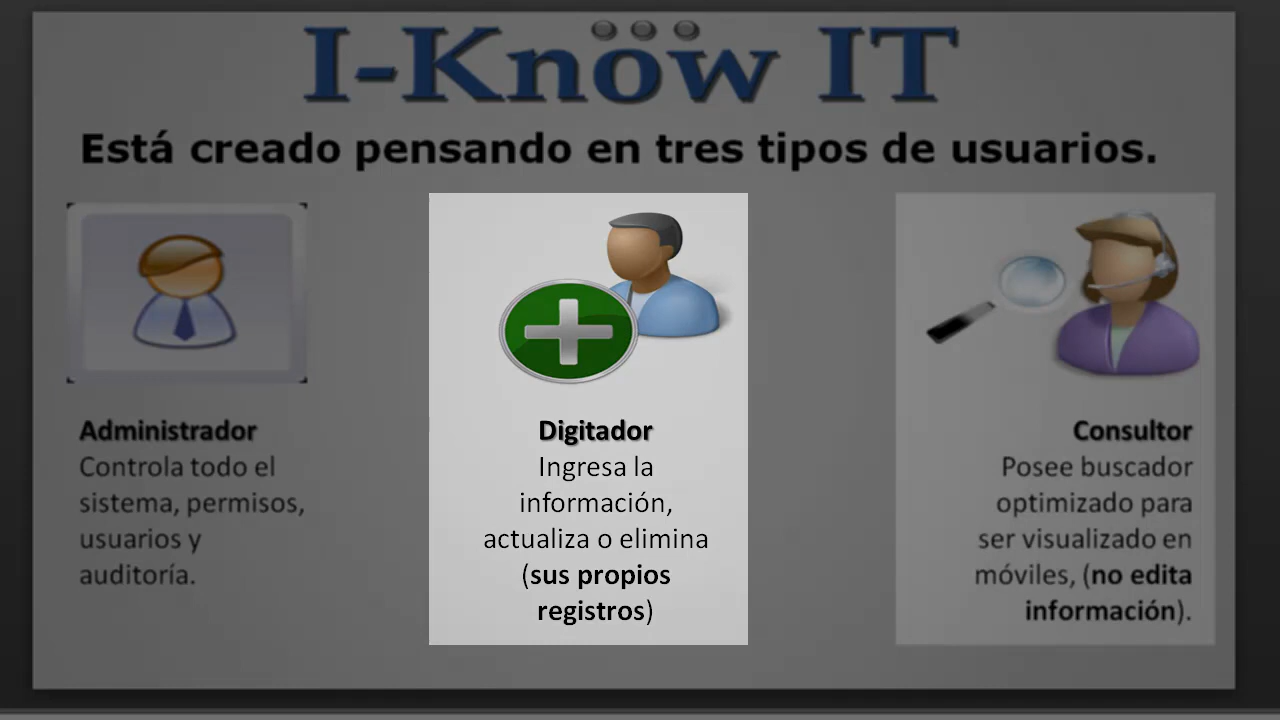 I-Know IT
Está creado pensando en tres tipos de usuarios.
Administrador
Controla todo el
sistema, permisos,
usuarios y
auditoría.
Digitador
Ingresa la
información,
actualiza o elimina
(sus propios
registros)
Consultor
Posee buscador
optimizado para
ser visualizado en
móviles, (no edita
información).